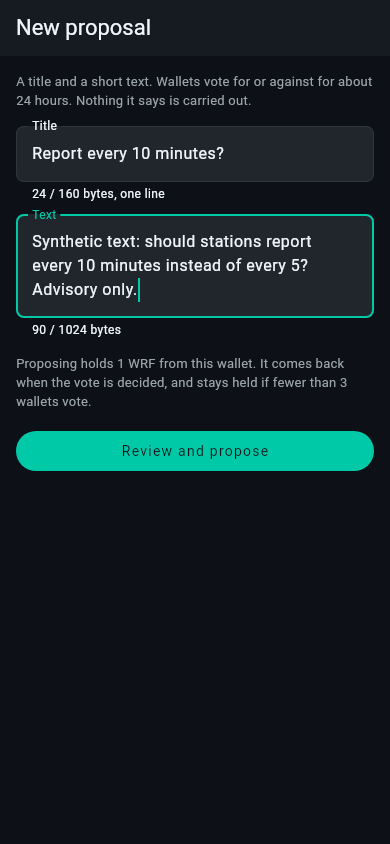 New proposal
A title and a short text. Wallets vote for or against for about
24 hours. Nothing it says is carried out.
Title
Report every 10 minutes?
24 / 160 bytes, one line
Text
Synthetic text: should stations report
every 10 minutes instead of every 5?
Advisory only.
90 / 1024 bytes
Proposing holds 1 WRF from this wallet. It comes back
when the vote is decided, and stays held if fewer than 3
wallets vote.
Review and propose